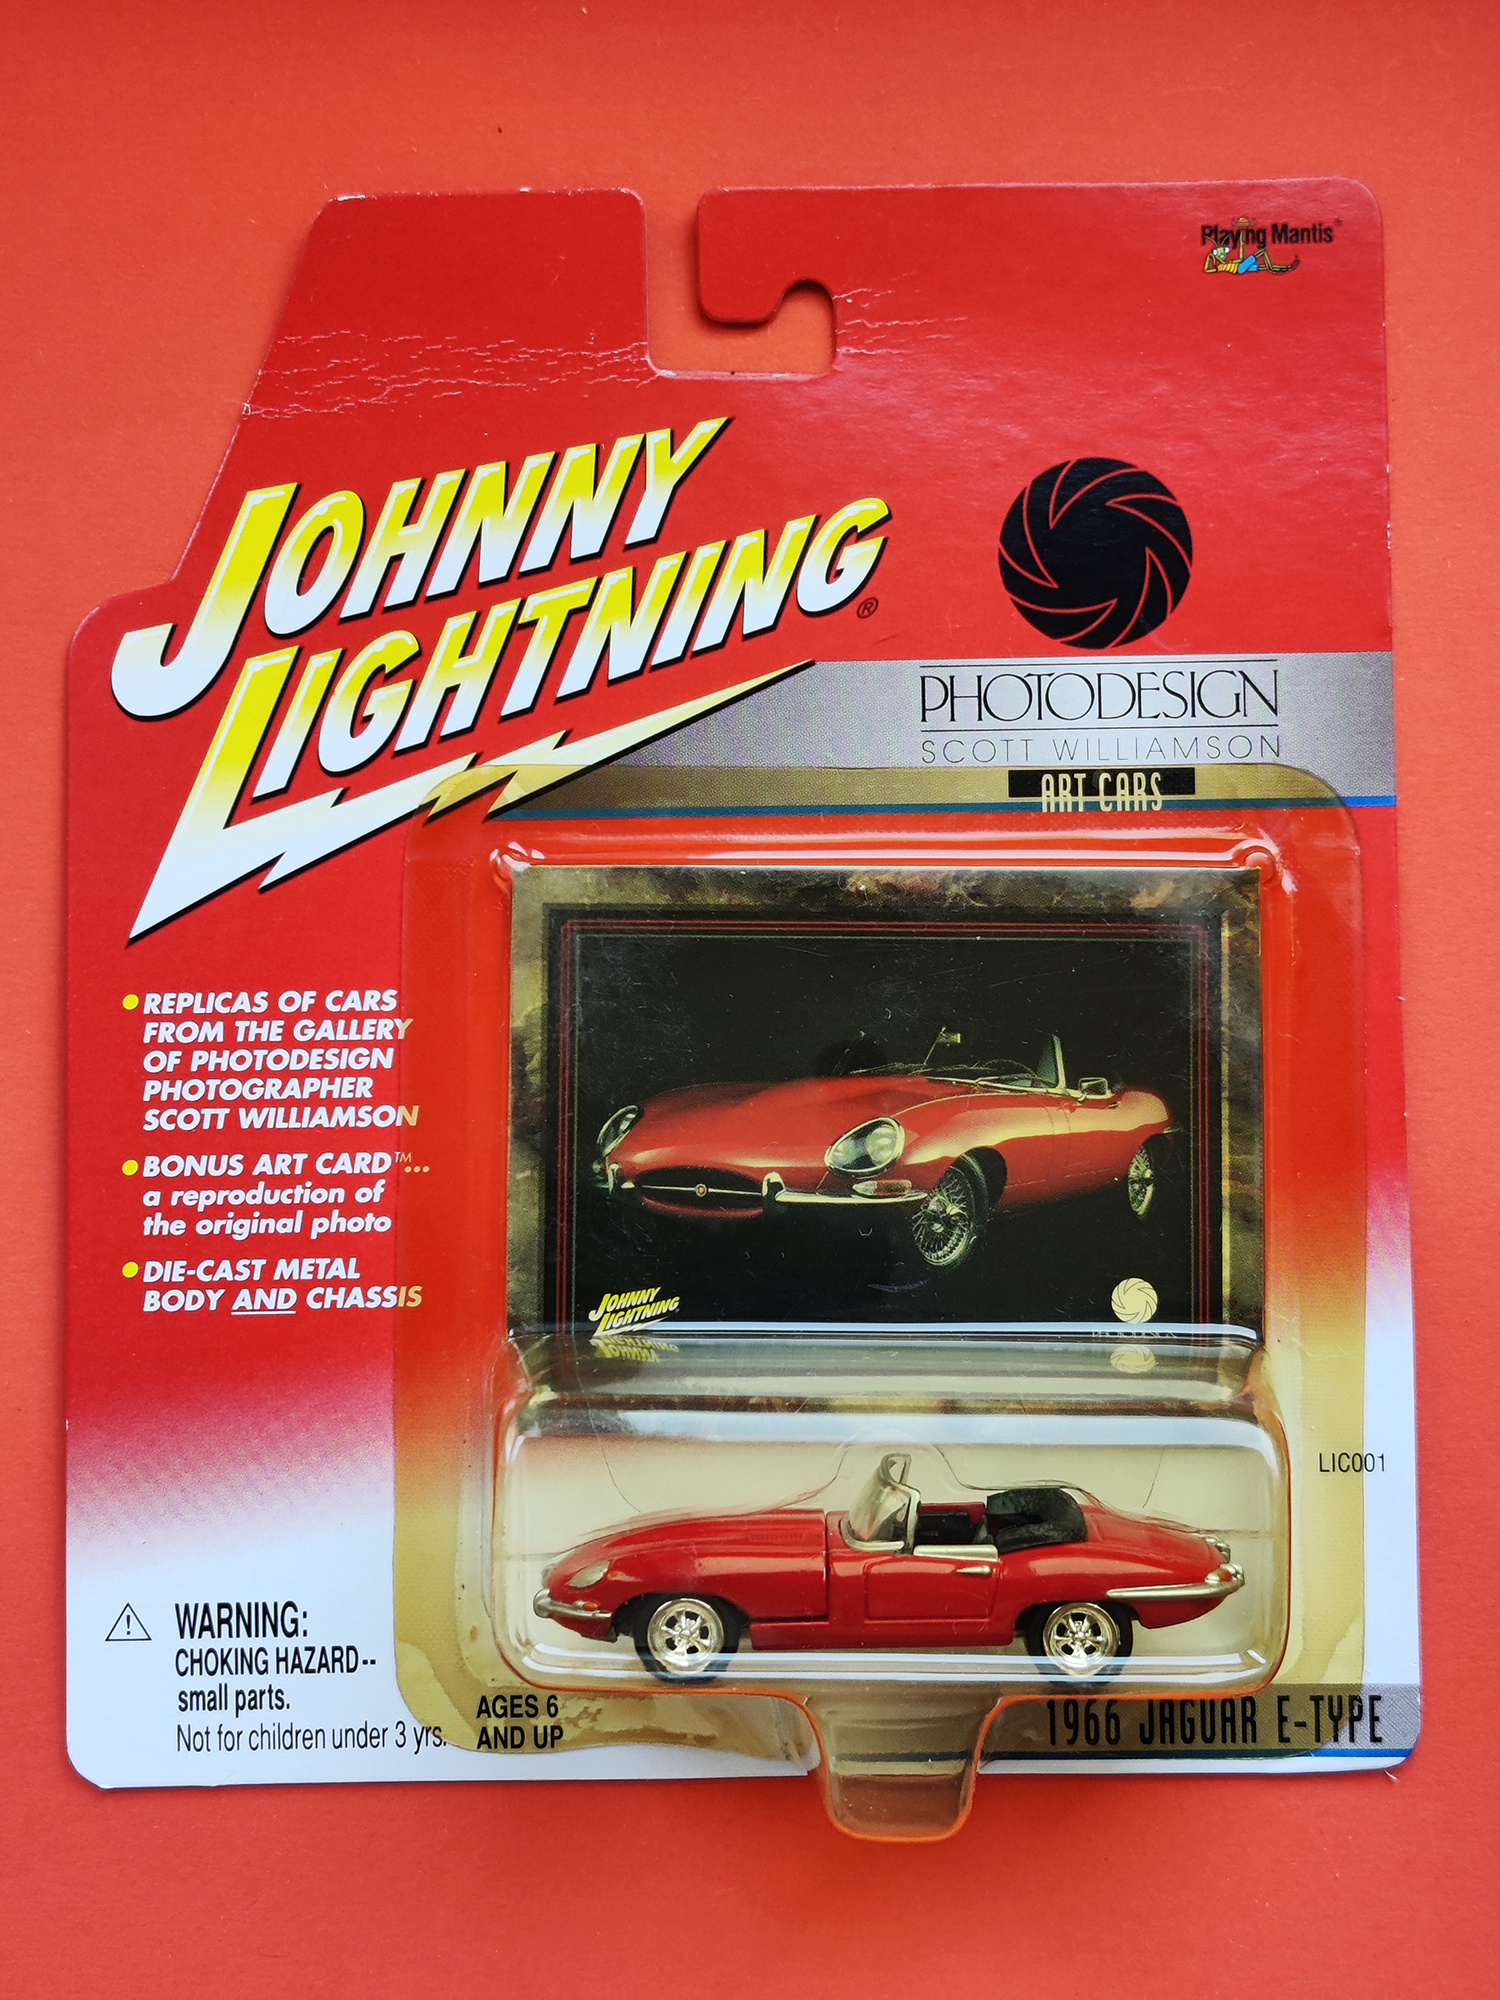 Playing Mantis®
JOHNNY
LIGHTNING®
PHOTODESIGN
SCOTT WILLIAMSON
ART CARS
• REPLICAS OF CARS
FROM THE GALLERY
OF PHOTODESIGN
PHOTOGRAPHER
SCOTT WILLIAMSON
• BONUS ART CARD™...
a reproduction of
the original photo
• DIE-CAST METAL
BODY AND CHASSIS
JOHNNY
LIGHTNING
PHOTODESIGN
LIC001
WARNING:
CHOKING HAZARD--
small parts.
Not for children under 3 yrs.
AGES 6
AND UP
1966 JAGUAR E-TYPE